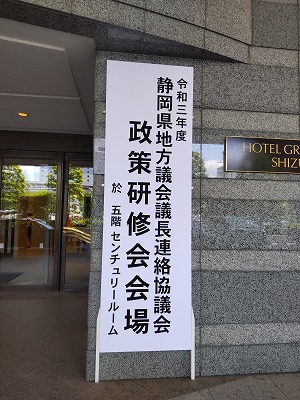 令和三年度
静岡県地方議会議長連絡協議会
政策研修会会場
於 五階 センチュリールーム
HOTEL GR
SHIZ